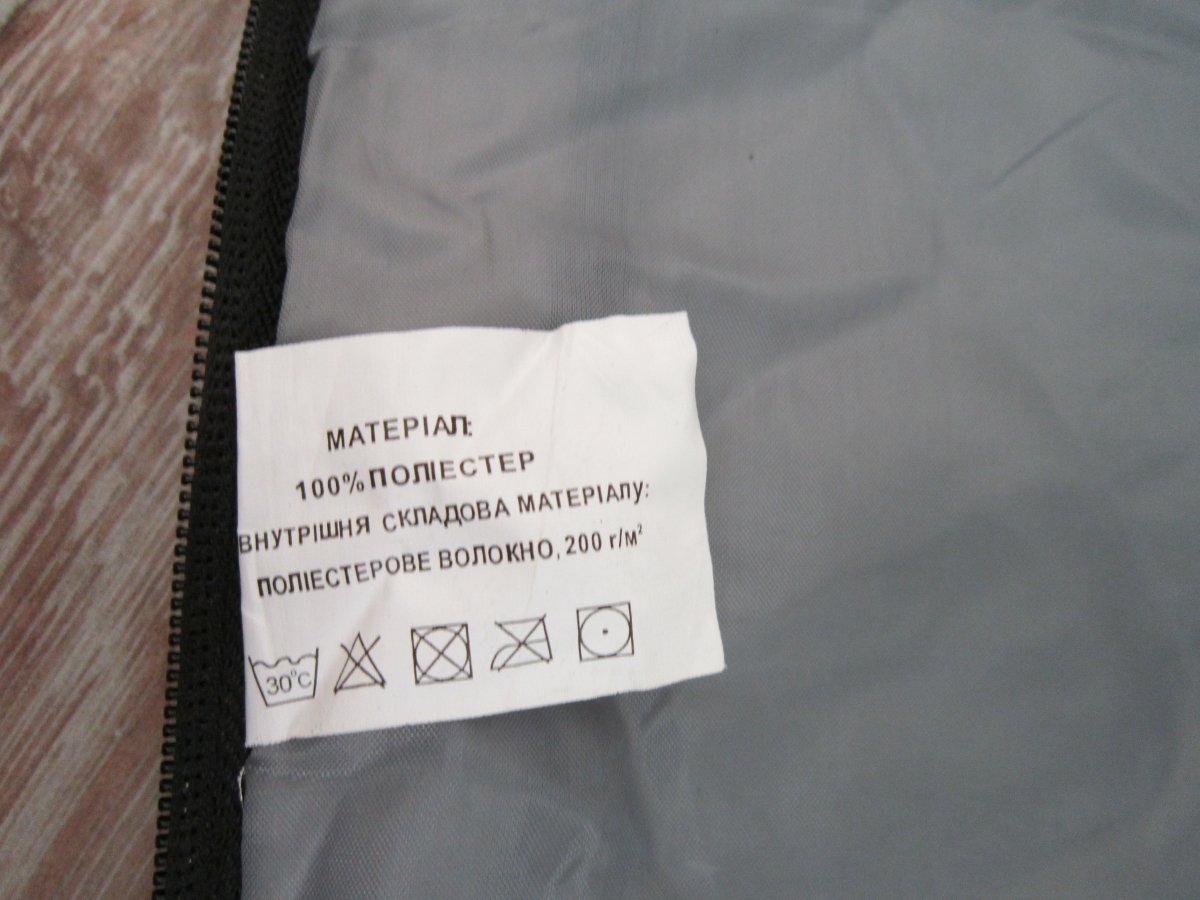 МАТЕРІАЛ:
100% ПОЛІЕСТЕР
ВНУТРІШНЯ СКЛАДОВА МАТЕРІАЛУ:
ПОЛІЕСТЕРОВЕ ВОЛОКНО, 200 г/м²
30°C